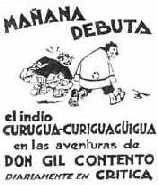 MAÑANA
DEBUTA
el indio
CURUGUA-CURIGUAGÜIGUA
en las aventuras de
DON GIL CONTENTO
DIARIAMENTE EN CRITICA